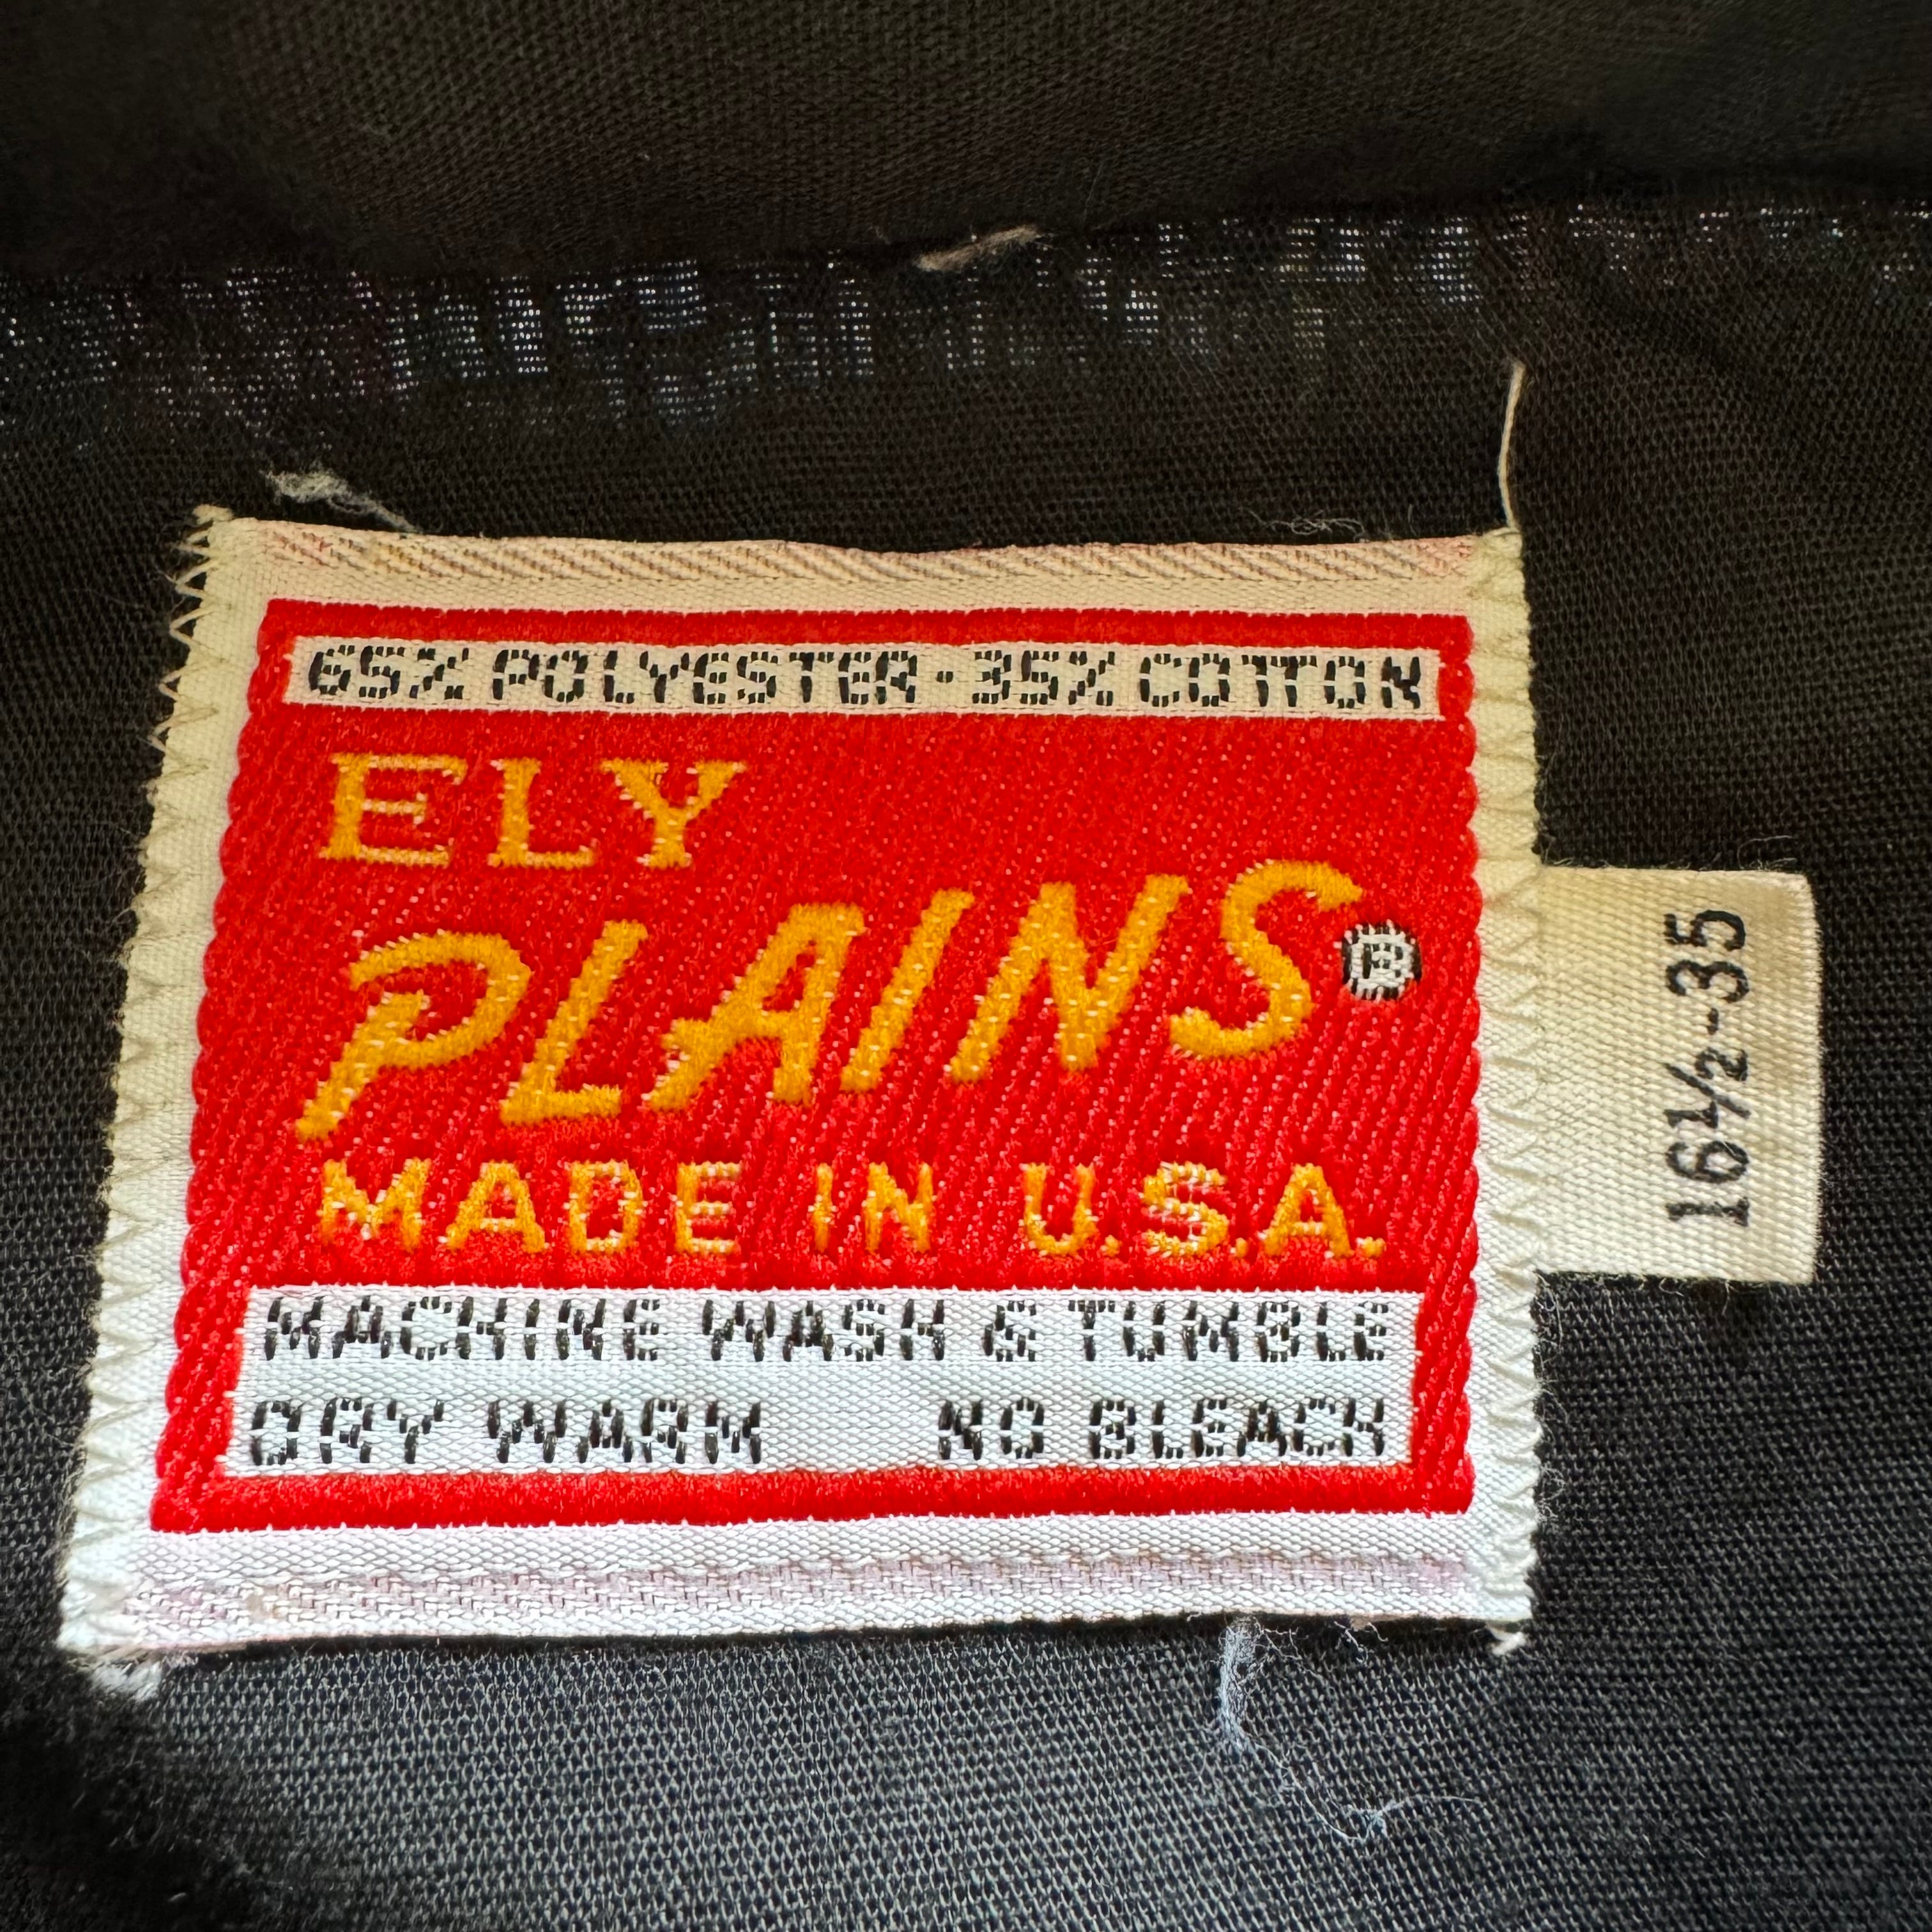 65% POLYESTER · 35% COTTON
ELY
PLAINS®
MADE IN U.S.A.
MACHINE WASH & TUMBLE
DRY WARM NO BLEACH
16½-35